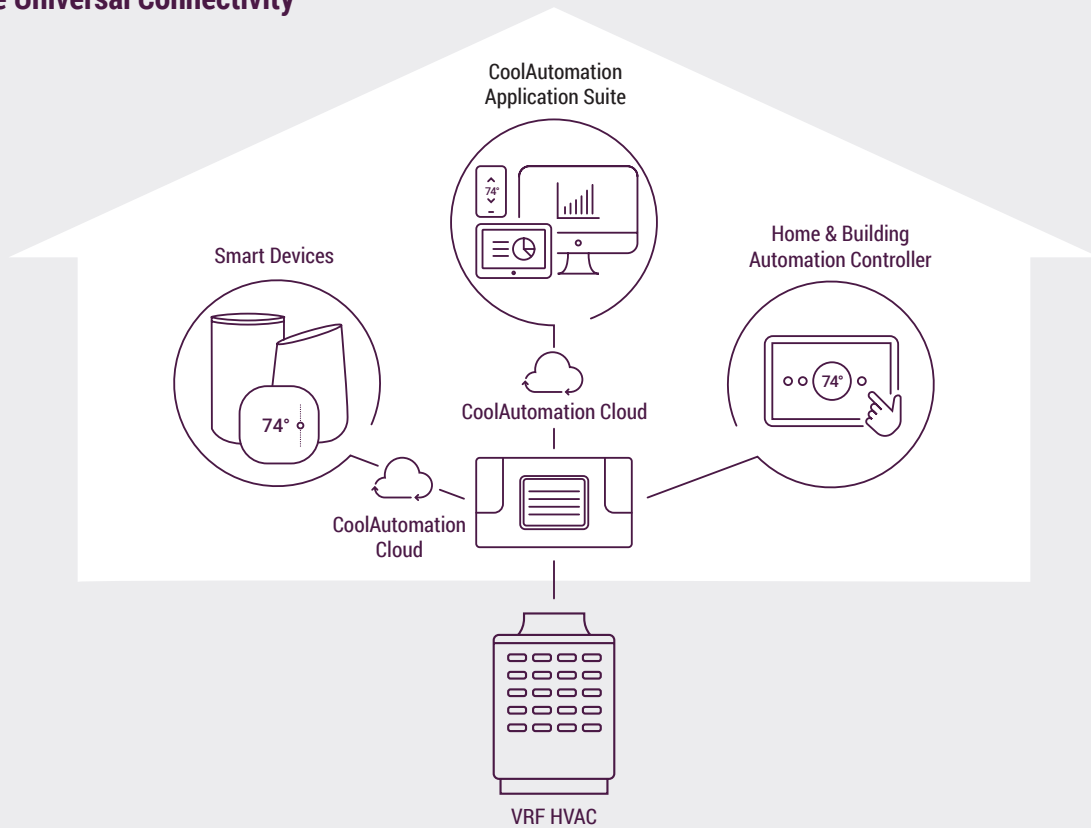 Universal Connectivity
CoolAutomation
Application Suite
74°
Smart Devices
Home & Building
Automation Controller
74°
74°
CoolAutomation Cloud
CoolAutomation
Cloud
VRF HVAC